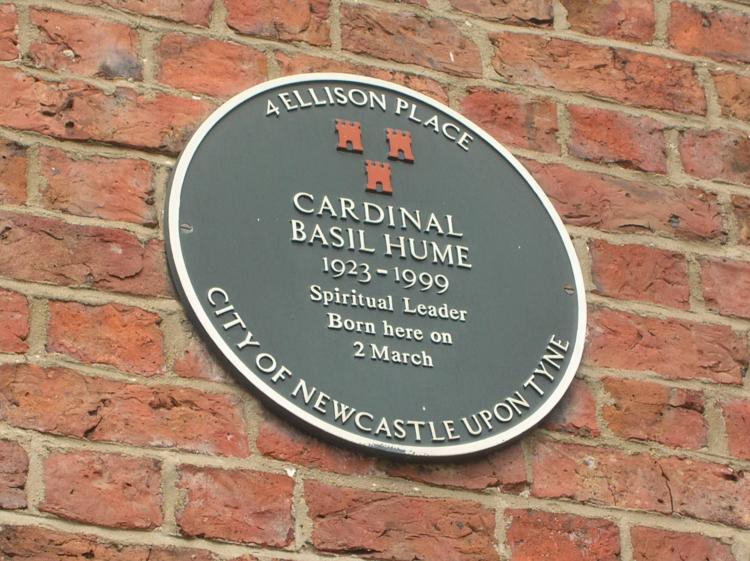 4 ELLISON PLACE
CARDINAL
BASIL HUME
1923-1999
Spiritual Leader
Born here on
2 March
CITY OF NEWCASTLE UPON TYNE